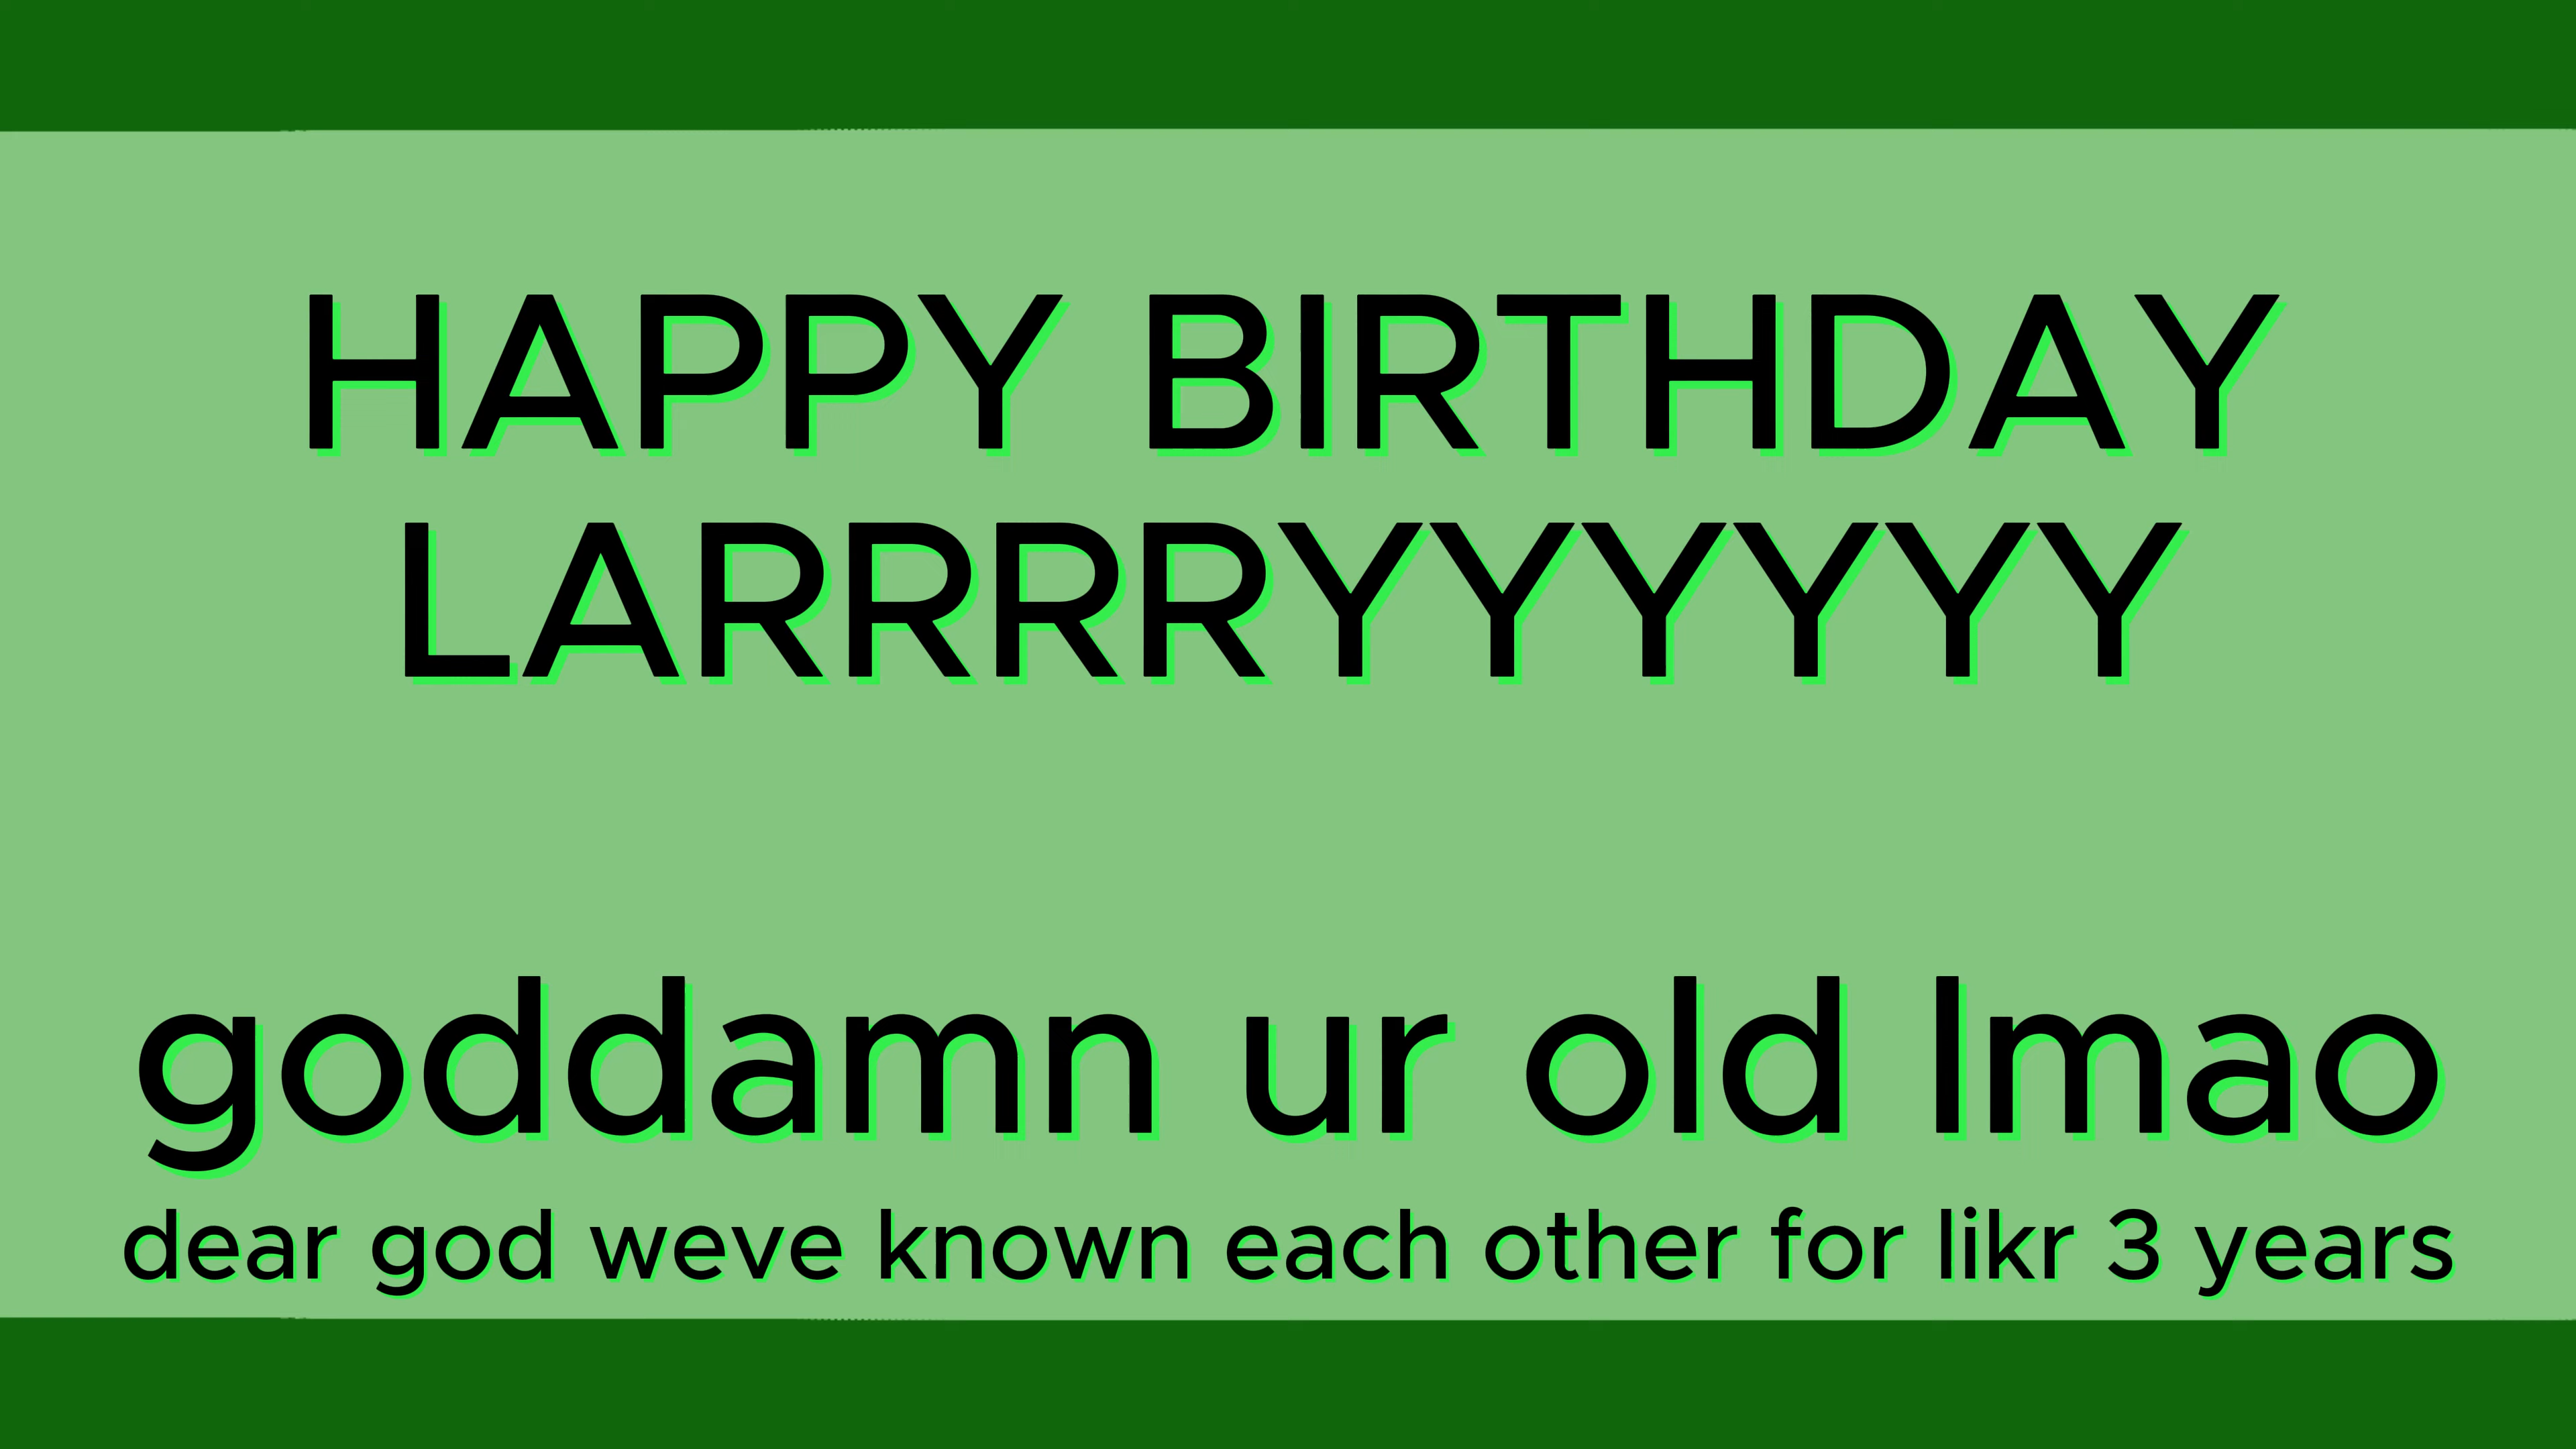 HAPPY BIRTHDAY
LARRRRYYYYYY
goddamn ur old lmao
dear god weve known each other for likr 3 years